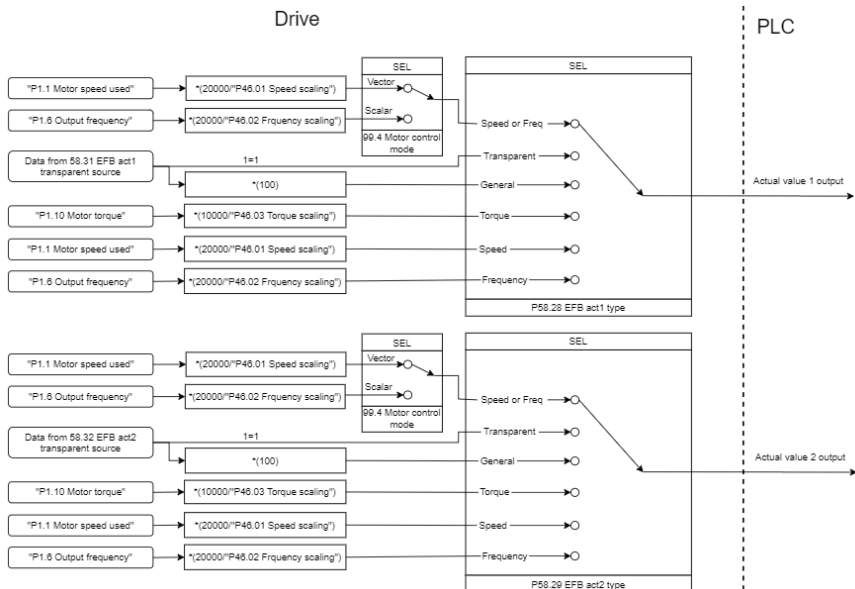 Drive
PLC
SEL
SEL
"P1.1 Motor speed used"
*(20000/"P46.01 Speed scaling")
Vector
"P1.6 Output frequency"
*(20000/"P46.02 Frquency scaling")
Scalar
Speed or Freq
99.4 Motor control
mode
Data from 58.31 EFB act1
transparent source
1=1
Transparent
*(100)
General
Actual value 1 output
"P1.10 Motor torque"
*(10000/"P46.03 Torque scaling")
Torque
"P1.1 Motor speed used"
*(20000/"P46.01 Speed scaling")
Speed
"P1.6 Output frequency"
*(20000/"P46.02 Frquency scaling")
Frequency
P58.28 EFB act1 type
SEL
SEL
"P1.1 Motor speed used"
*(20000/"P46.01 Speed scaling")
Vector
"P1.6 Output frequency"
*(20000/"P46.02 Frquency scaling")
Scalar
Speed or Freq
99.4 Motor control
mode
Data from 58.32 EFB act2
transparent source
1=1
Transparent
*(100)
General
Actual value 2 output
"P1.10 Motor torque"
*(10000/"P46.03 Torque scaling")
Torque
"P1.1 Motor speed used"
*(20000/"P46.01 Speed scaling")
Speed
"P1.6 Output frequency"
*(20000/"P46.02 Frquency scaling")
Frequency
P58.29 EFB act2 type